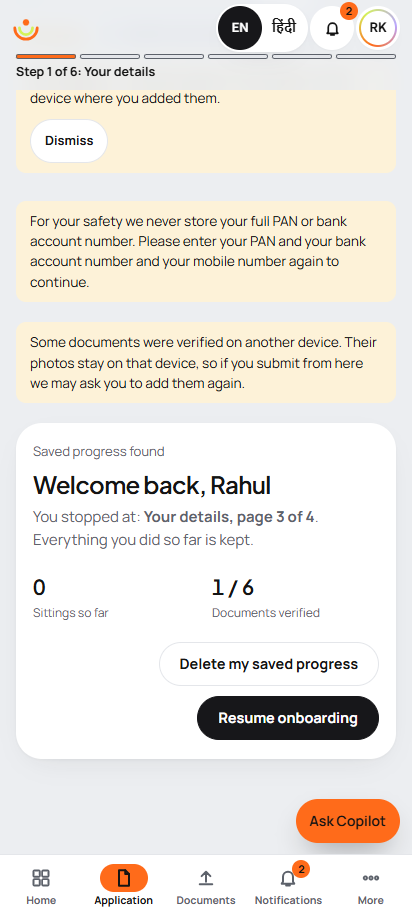 EN
हिंदी
2
RK
Step 1 of 6: Your details
device where you added them.
Dismiss
For your safety we never store your full PAN or bank
account number. Please enter your PAN and your bank
account number and your mobile number again to
continue.
Some documents were verified on another device. Their
photos stay on that device, so if you submit from here
we may ask you to add them again.
Saved progress found
Welcome back, Rahul
You stopped at: Your details, page 3 of 4.
Everything you did so far is kept.
0
Sittings so far
1 / 6
Documents verified
Delete my saved progress
Resume onboarding
Ask Copilot
Home
Application
Documents
2
Notifications
More